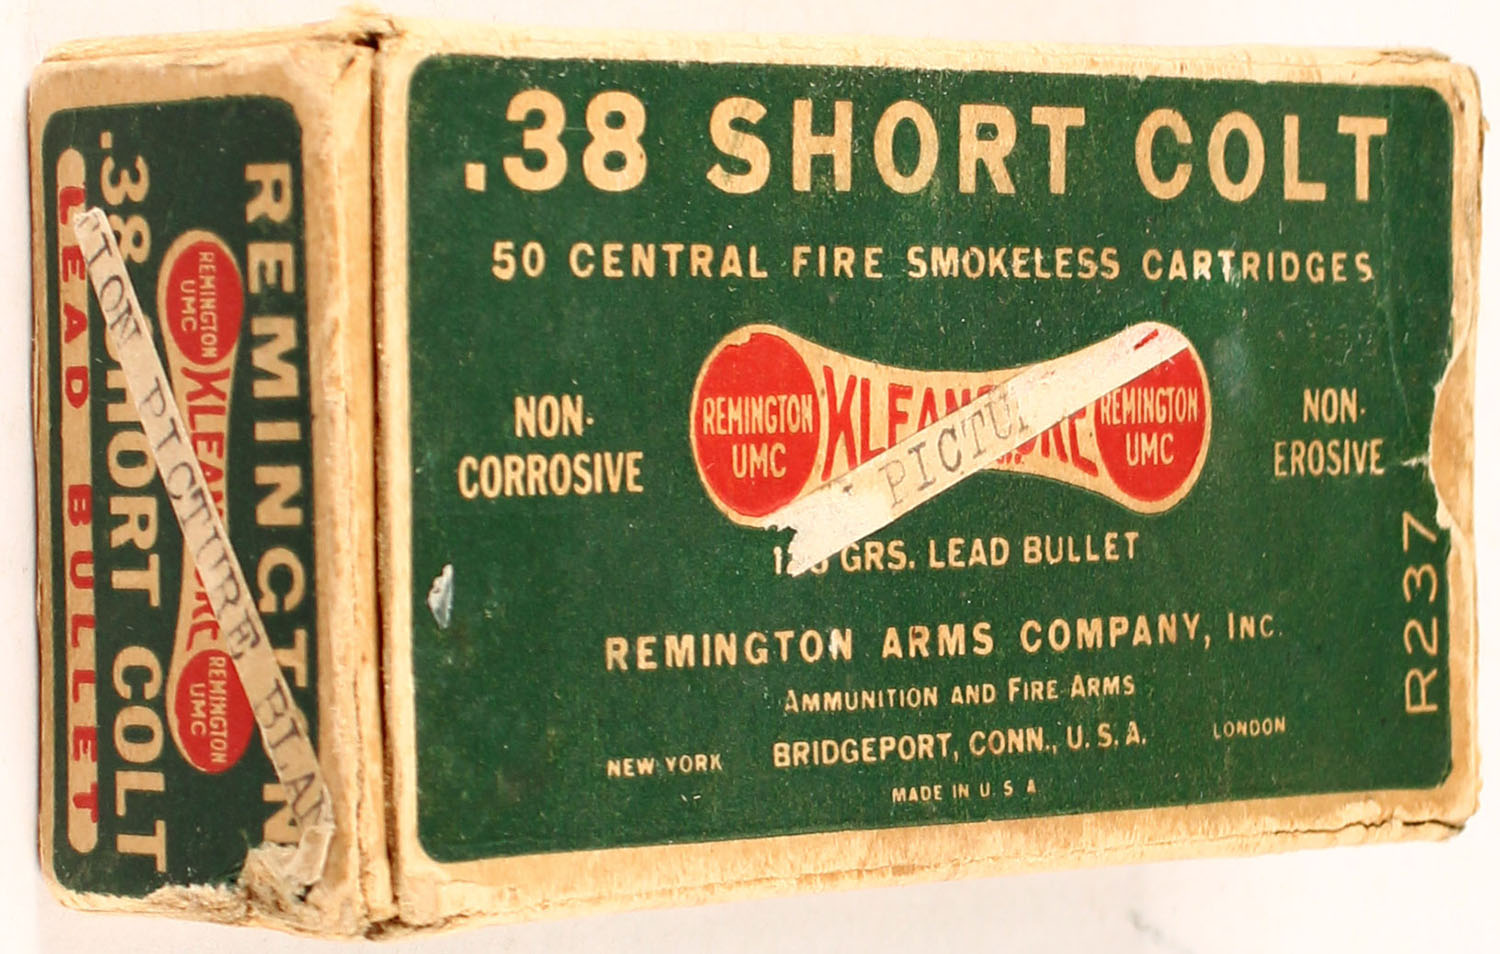 .38 SHORT COLT
50 CENTRAL FIRE SMOKELESS CARTRIDGES
NON-
CORROSIVE
REMINGTON
UMC
PICTU
REMINGTON
UMC
NON-
EROSIVE
GRS. LEAD BULLET
REMINGTON ARMS COMPANY, INC.
AMMUNITION AND FIRE ARMS
NEW YORK BRIDGEPORT, CONN., U.S.A. LONDON
MADE IN U S A
R237
REMINGTON
REMINGTON
UMC
KLEAN
REMINGTON
UMC
TION PICTURE BLAN
.38 SHORT COLT
LEAD BULLET